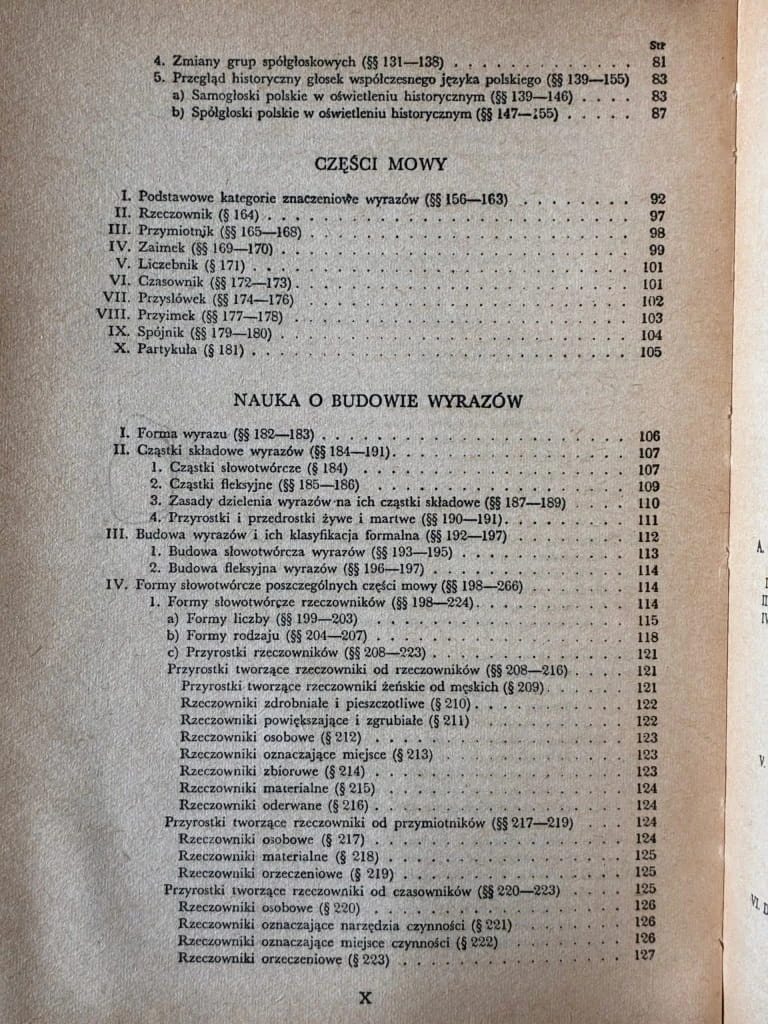 Str
4. Zmiany grup spółgłoskowych (§§ 131—138) . . . . . . . . . . . 81
5. Przegląd historyczny głosek współczesnego języka polskiego (§§ 139—155) 83
a) Samogłoski polskie w oświetleniu historycznym (§§ 139—146) . . . . 83
b) Spółgłoski polskie w oświetleniu historycznym (§§ 147—155) . . . . . 87
CZĘŚCI MOWY
I. Podstawowe kategorie znaczeniowe wyrazów (§§ 156—163) . . . . . . . . 92
II. Rzeczownik (§ 164) . . . . . . . . . . . . . . . . . . . . . 97
III. Przymiotnik (§§ 165—168) . . . . . . . . . . . . . . . . . . 98
IV. Zaimek (§§ 169—170) . . . . . . . . . . . . . . . . . . . . 99
V. Liczebnik (§ 171) . . . . . . . . . . . . . . . . . . . . . . 101
VI. Czasownik (§§ 172—173) . . . . . . . . . . . . . . . . . . . 101
VII. Przysłówek (§§ 174—176) . . . . . . . . . . . . . . . . . . 102
VIII. Przyimek (§§ 177—178) . . . . . . . . . . . . . . . . . . . 103
IX. Spójnik (§§ 179—180) . . . . . . . . . . . . . . . . . . . . 104
X. Partykuła (§ 181) . . . . . . . . . . . . . . . . . . . . . . 105
NAUKA O BUDOWIE WYRAZÓW
I. Forma wyrazu (§§ 182—183) . . . . . . . . . . . . . . . . . . 106
II. Cząstki składowe wyrazów (§§ 184—191) . . . . . . . . . . . . . 107
1. Cząstki słowotwórcze (§ 184) . . . . . . . . . . . . . . . 107
2. Cząstki fleksyjne (§§ 185—186) . . . . . . . . . . . . . . . 109
3. Zasady dzielenia wyrazów na ich cząstki składowe (§§ 187—189) . . . . 110
4. Przyrostki i przedrostki żywe i martwe (§§ 190—191) . . . . . . . 111
III. Budowa wyrazów i ich klasyfikacja formalna (§§ 192—197) . . . . . . . 112
1. Budowa słowotwórcza wyrazów (§§ 193—195) . . . . . . . . . . 113
2. Budowa fleksyjna wyrazów (§§ 196—197) . . . . . . . . . . . . 114
IV. Formy słowotwórcze poszczególnych części mowy (§§ 198—266) . . . . . . 114
1. Formy słowotwórcze rzeczowników (§§ 198—224) . . . . . . . . . 114
a) Formy liczby (§§ 199—203) . . . . . . . . . . . . . . . 115
b) Formy rodzaju (§§ 204—207) . . . . . . . . . . . . . . . 118
c) Przyrostki rzeczowników (§§ 208—223) . . . . . . . . . . . 121
Przyrostki tworzące rzeczowniki od rzeczowników (§§ 208—216) . . . . 121
Przyrostki tworzące rzeczowniki żeńskie od męskich (§ 209) . . . . . 121
Rzeczowniki zdrobniałe i pieszczotliwe (§ 210) . . . . . . . . . 122
Rzeczowniki powiększające i zgrubiałe (§ 211) . . . . . . . . . 122
Rzeczowniki osobowe (§ 212) . . . . . . . . . . . . . . . 123
Rzeczowniki oznaczające miejsce (§ 213) . . . . . . . . . . . 123
Rzeczowniki zbiorowe (§ 214) . . . . . . . . . . . . . . . 123
Rzeczowniki materialne (§ 215) . . . . . . . . . . . . . . 124
Rzeczowniki oderwane (§ 216) . . . . . . . . . . . . . . . 124
Przyrostki tworzące rzeczowniki od przymiotników (§§ 217—219) . . . . 124
Rzeczowniki osobowe (§ 217) . . . . . . . . . . . . . . . 124
Rzeczowniki materialne (§ 218) . . . . . . . . . . . . . . 125
Rzeczowniki orzeczeniowe (§ 219) . . . . . . . . . . . . . 125
Przyrostki tworzące rzeczowniki od czasowników (§§ 220—223) . . . . . 125
Rzeczowniki osobowe (§ 220) . . . . . . . . . . . . . . . 126
Rzeczowniki oznaczające narzędzia czynności (§ 221) . . . . . . . 126
Rzeczowniki oznaczające miejsce czynności (§ 222) . . . . . . . . 126
Rzeczowniki orzeczeniowe (§ 223) . . . . . . . . . . . . . 127
X
A.
IV
V.
VI. D